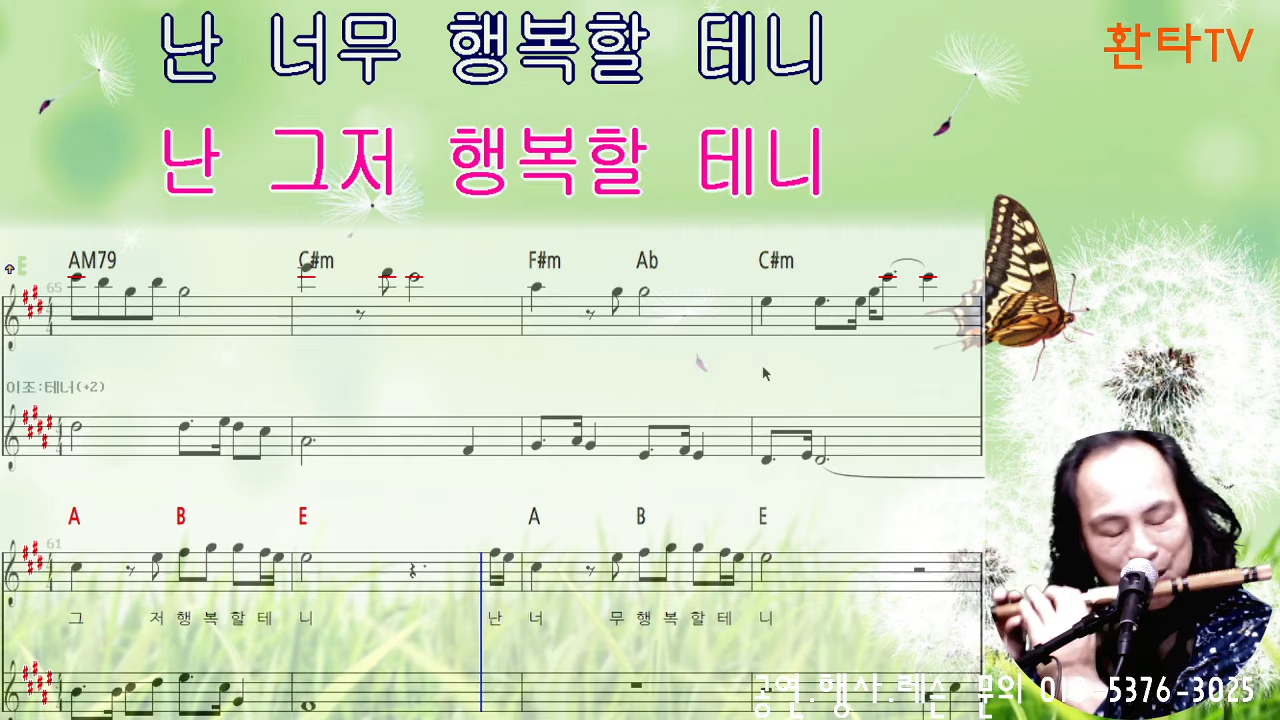 난 너무 행복할 테니
환타TV
난 그저 행복할 테니
E AM79 C#m F#m Ab C#m
65
이조:테너(+2)
A B E A B E
61
그 저 행 복 할 테 니 난 너 무 행 복 할 테 니
공연.행사.레슨 문의 010-5376-3025